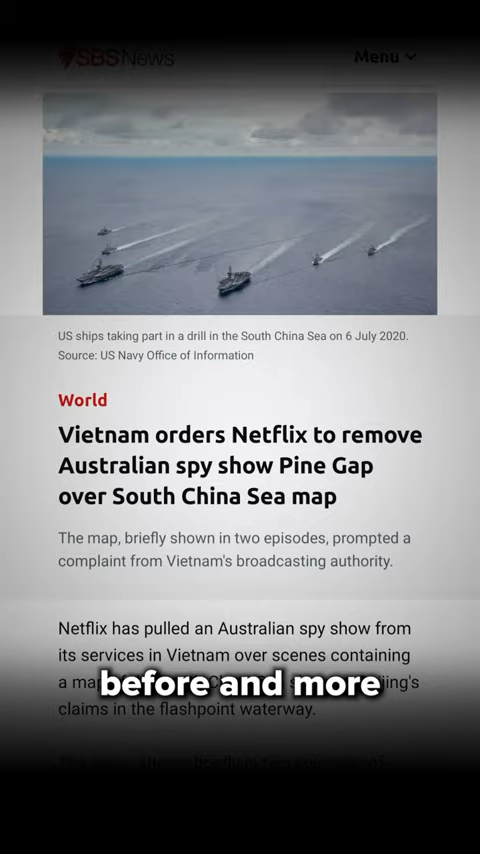 SBS News
Menu
US ships taking part in a drill in the South China Sea on 6 July 2020.
Source: US Navy Office of Information
World
Vietnam orders Netflix to remove
Australian spy show Pine Gap
over South China Sea map
The map, briefly shown in two episodes, prompted a
complaint from Vietnam's broadcasting authority.
Netflix has pulled an Australian spy show from
its services in Vietnam over scenes containing
before and more
claims in the flashpoint waterway.